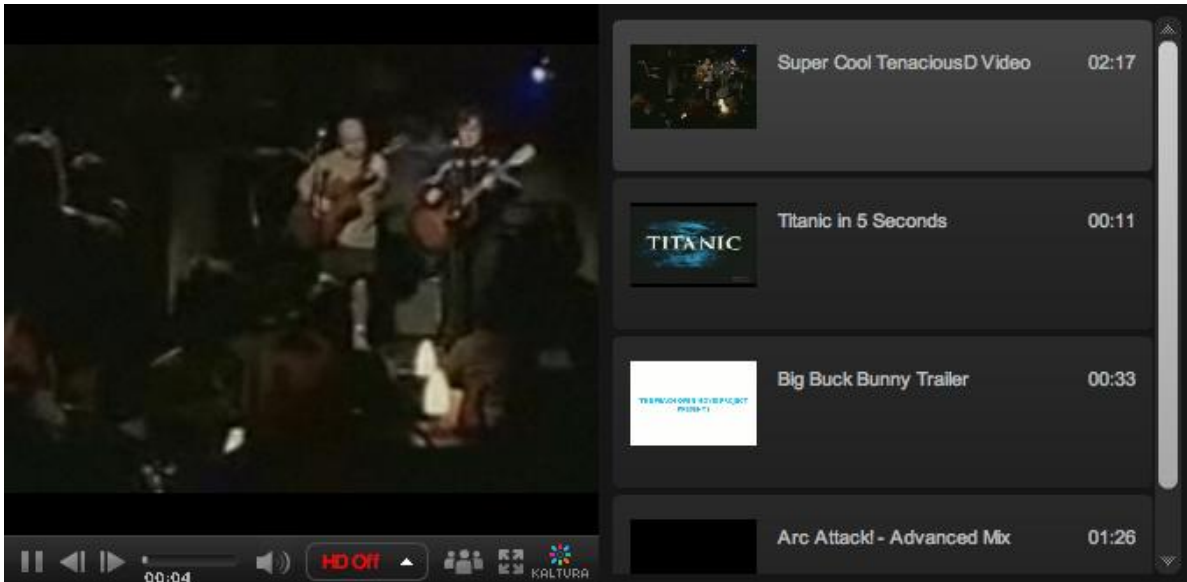 Super Cool TenaciousD Video 02:17
TITANIC
Titanic in 5 Seconds 00:11
Big Buck Bunny Trailer 00:33
Arc Attack! - Advanced Mix 01:26
00:04
HD Off
KALTURA